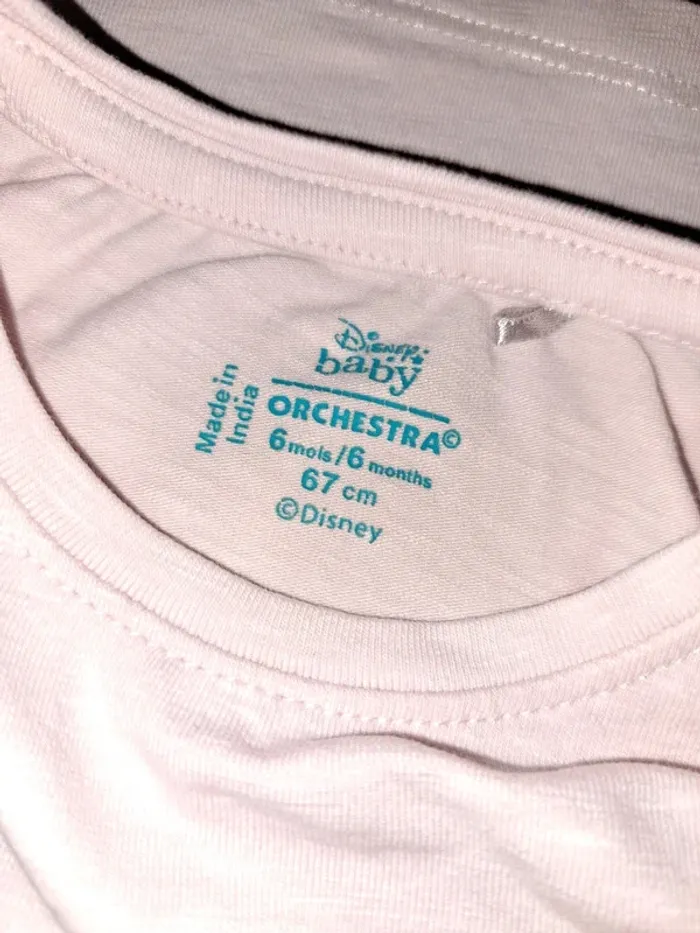 Disney
baby
ORCHESTRA©
6 mois/6 months
67 cm
©Disney
Made in
India